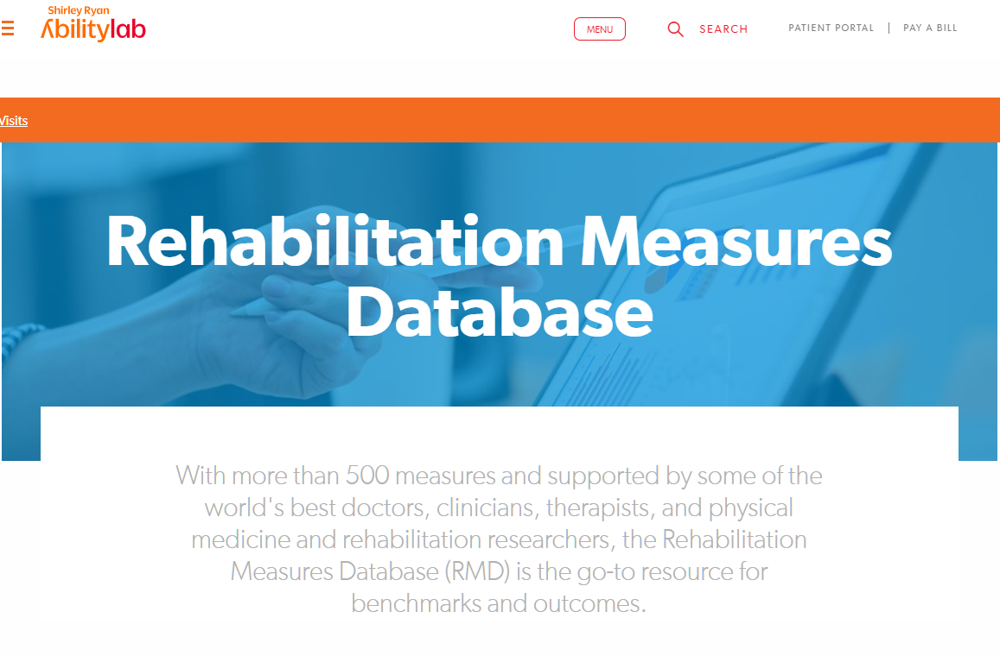 Shirley Ryan
Abilitylab
MENU
SEARCH
PATIENT PORTAL
PAY A BILL
Visits
Rehabilitation Measures
Database
With more than 500 measures and supported by some of the
world's best doctors, clinicians, therapists, and physical
medicine and rehabilitation researchers, the Rehabilitation
Measures Database (RMD) is the go-to resource for
benchmarks and outcomes.